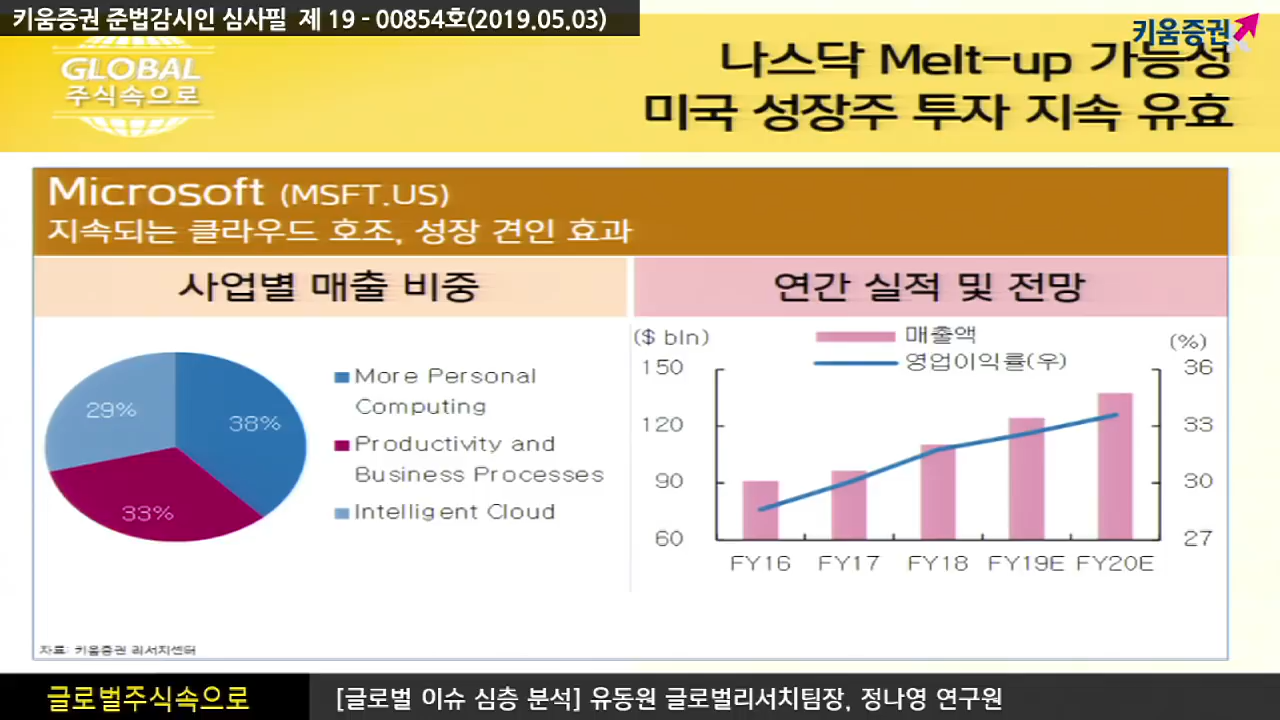 키움증권 준법감시인 심사필 제 19 - 00854호(2019.05.03)
키움증권
GLOBAL
주식속으로
나스닥 Melt-up 가능성
미국 성장주 투자 지속 유효
Microsoft (MSFT.US)
지속되는 클라우드 호조, 성장 견인 효과
사업별 매출 비중
29%
38%
33%
More Personal
Computing
Productivity and
Business Processes
Intelligent Cloud
연간 실적 및 전망
($ bln)
매출액
(%)
영업이익률(우)
150
36
120
33
90
30
60
27
FY16 FY17 FY18 FY19E FY20E
자료: 키움증권 리서치센터
글로벌주식속으로
[글로벌 이슈 심층 분석] 유동원 글로벌리서치팀장, 정나영 연구원